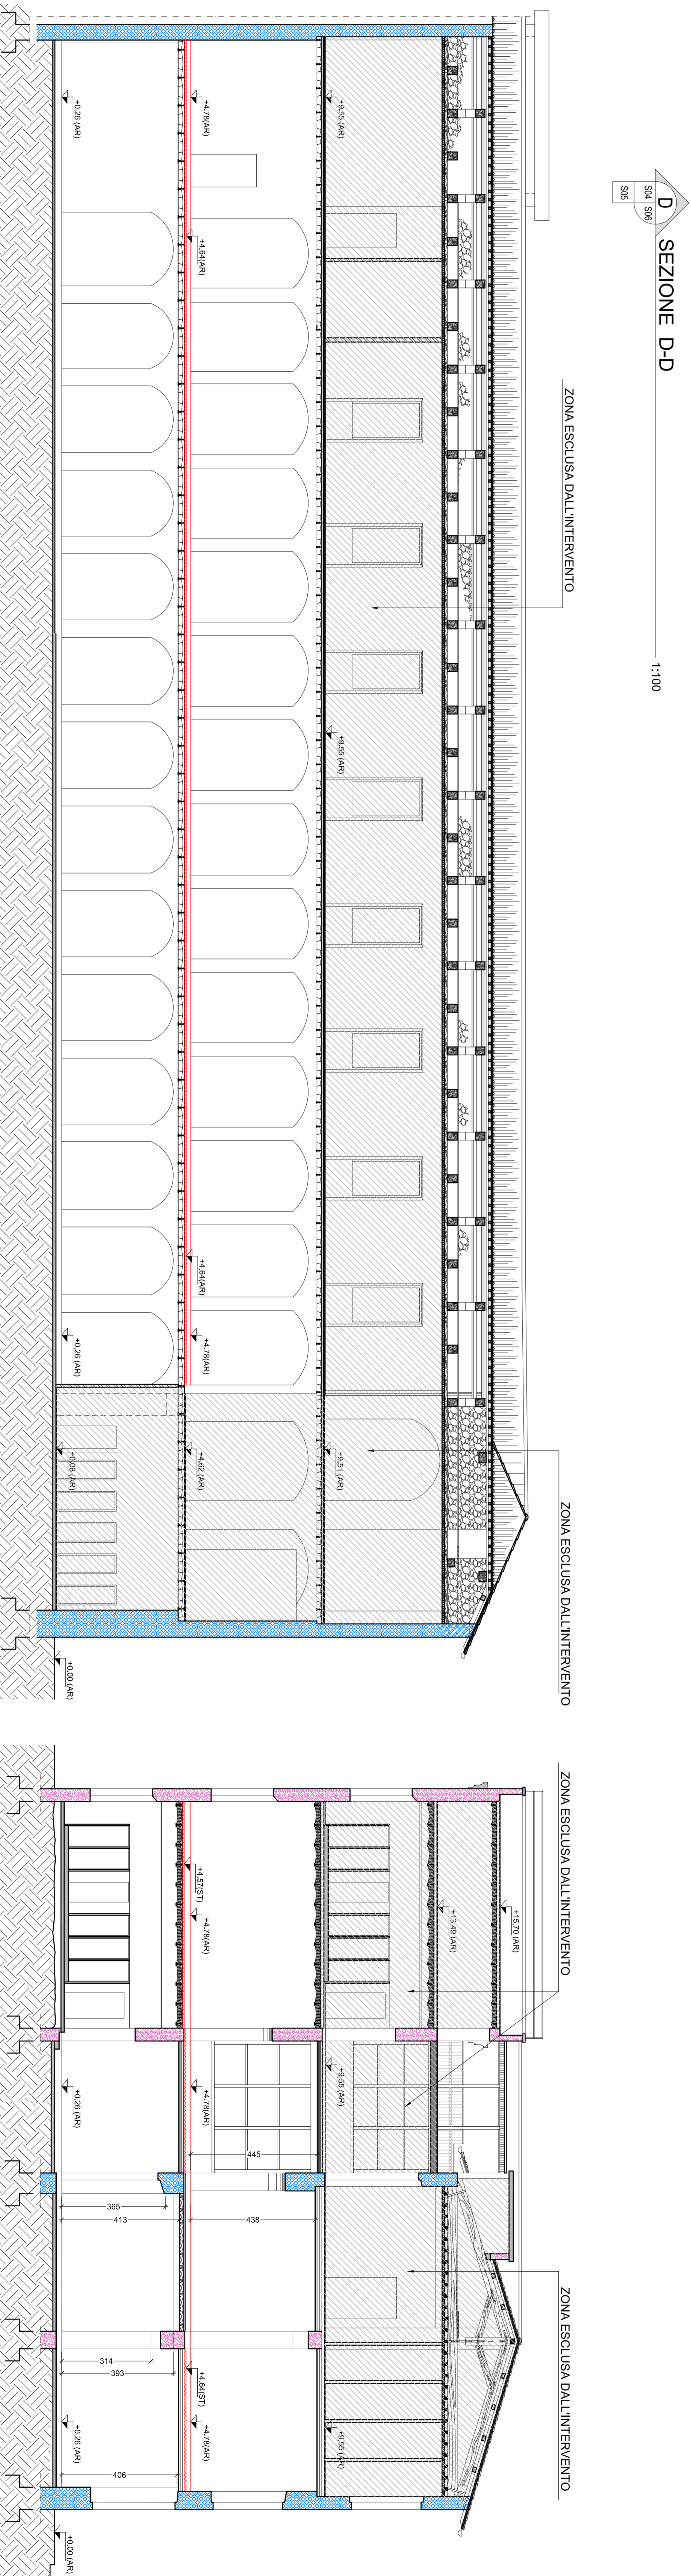 D
S04 S06
S05
SEZIONE D-D
1:100
ZONA ESCLUSA DALL'INTERVENTO
ZONA ESCLUSA DALL'INTERVENTO
+9,55 (AR)
+9,55 (AR)
+9,51 (AR)
+4,78(AR)
+4,64(AR)
+4,64(AR)
+4,78(AR)
+4,62 (AR)
+0,26 (AR)
+0,26 (AR)
+0,08 (AR)
+0,00 (AR)
ZONA ESCLUSA DALL'INTERVENTO
ZONA ESCLUSA DALL'INTERVENTO
+15,70 (AR)
+13,49 (AR)
+9,55 (AR)
+9,55 (AR)
445
438
+4,57(ST)
+4,78(AR)
+4,78(AR)
+4,64(ST)
+4,78(AR)
365
413
314
393
406
+0,26 (AR)
+0,26 (AR)
+0,00 (AR)